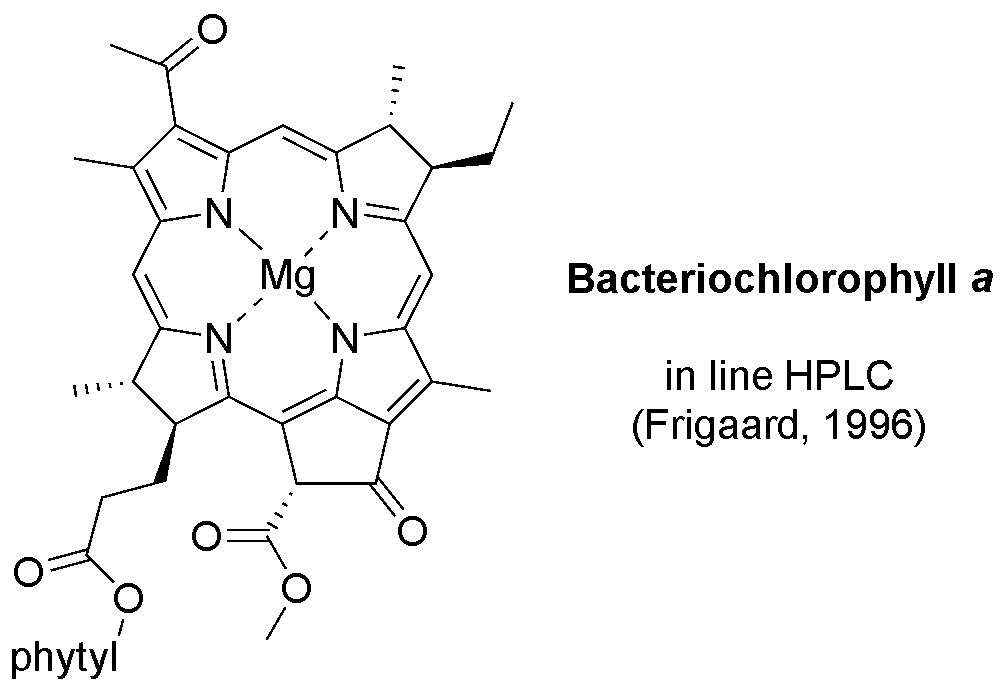 O
N N
Mg
Bacteriochlorophyll a
N N
in line HPLC
(Frigaard, 1996)
O O
O O
O
phytyl